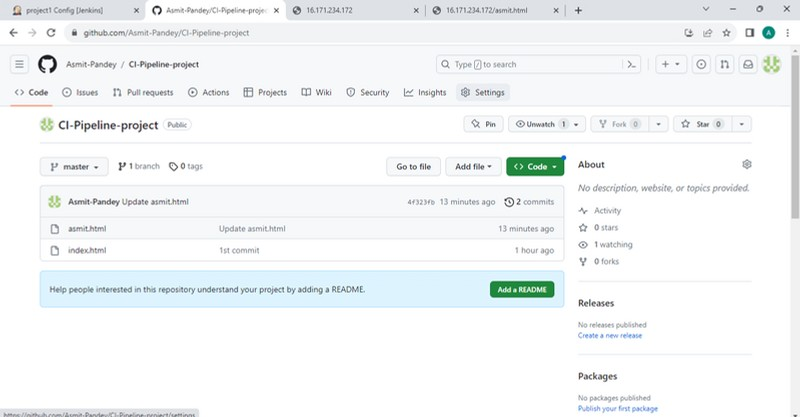 project1 Config [Jenkins]
Asmit-Pandey/CI-Pipeline-projec
16.171.234.172
16.171.234.172/asmit.html
github.com/Asmit-Pandey/CI-Pipeline-project
A
Asmit-Pandey / CI-Pipeline-project
Type / to search
Code Issues Pull requests Actions Projects Wiki Security Insights Settings
CI-Pipeline-project Public
Pin Unwatch 1 Fork 0 Star 0
master 1 branch 0 tags Go to file Add file Code
Asmit-Pandey Update asmit.html 4f323fb 13 minutes ago 2 commits
asmit.html Update asmit.html 13 minutes ago
index.html 1st commit 1 hour ago
Help people interested in this repository understand your project by adding a README. Add a README
About
No description, website, or topics provided.
Activity
0 stars
1 watching
0 forks
Releases
No releases published
Create a new release
Packages
No packages published
Publish your first package
https://github.com/Asmit-Pandey/CI-Pipeline-project/settings